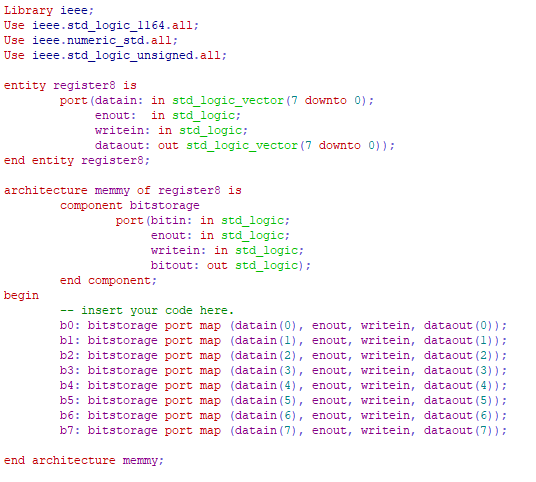 Library ieee;
Use ieee.std_logic_1164.all;
Use ieee.numeric_std.all;
Use ieee.std_logic_unsigned.all;
entity register8 is
port(datain: in std_logic_vector(7 downto 0);
enout: in std_logic;
writein: in std_logic;
dataout: out std_logic_vector(7 downto 0));
end entity register8;
architecture memmy of register8 is
component bitstorage
port(bitin: in std_logic;
enout: in std_logic;
writein: in std_logic;
bitout: out std_logic);
end component;
begin
-- insert your code here.
b0: bitstorage port map (datain(0), enout, writein, dataout(0));
b1: bitstorage port map (datain(1), enout, writein, dataout(1));
b2: bitstorage port map (datain(2), enout, writein, dataout(2));
b3: bitstorage port map (datain(3), enout, writein, dataout(3));
b4: bitstorage port map (datain(4), enout, writein, dataout(4));
b5: bitstorage port map (datain(5), enout, writein, dataout(5));
b6: bitstorage port map (datain(6), enout, writein, dataout(6));
b7: bitstorage port map (datain(7), enout, writein, dataout(7));
end architecture memmy;